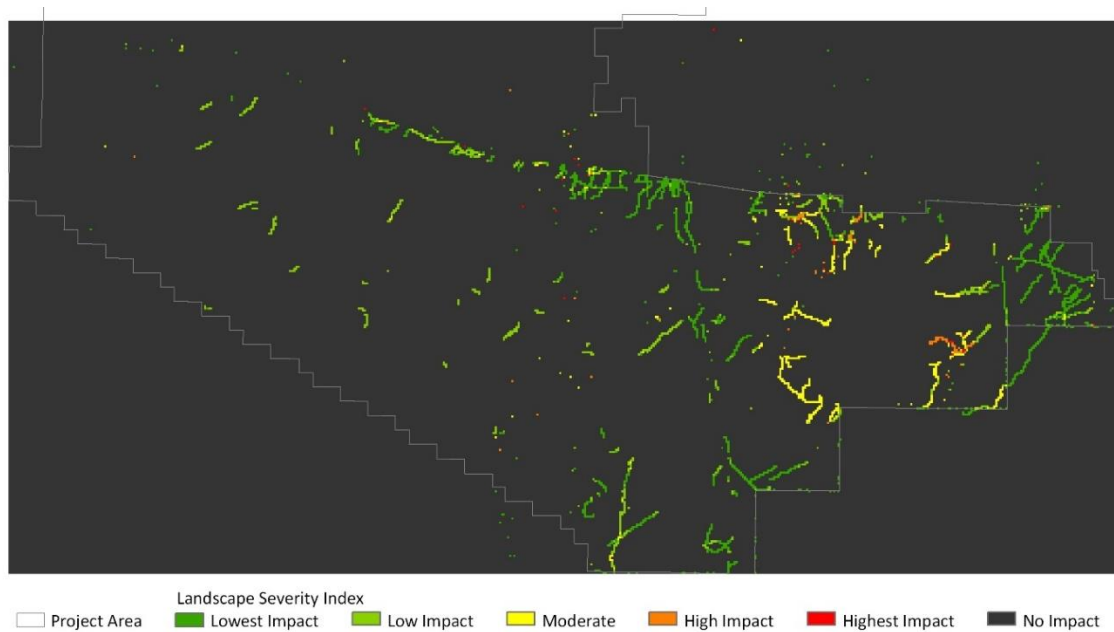 Landscape Severity Index
Project Area Lowest Impact Low Impact Moderate High Impact Highest Impact No Impact